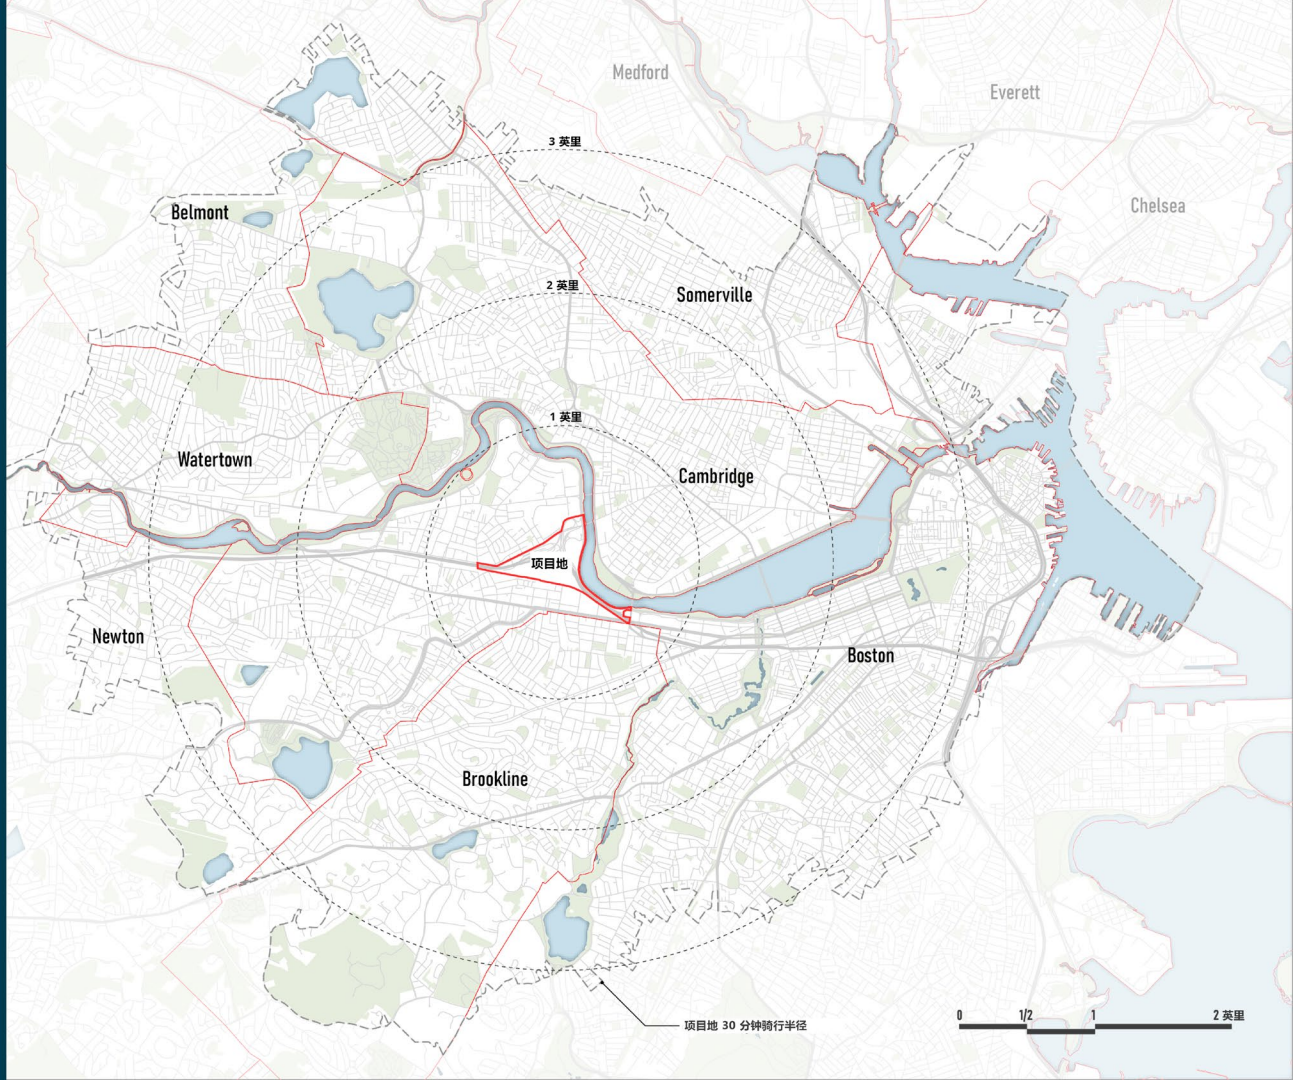 Medford
Everett
3 英里
Chelsea
Belmont
2 英里
Somerville
1 英里
Watertown
Cambridge
项目地
Newton
Boston
Brookline
项目地 30 分钟骑行半径
0 1/2 1 2 英里